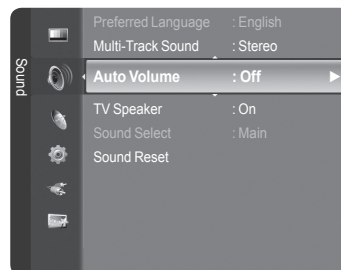 Sound
Preferred Language : English
Multi-Track Sound : Stereo
Auto Volume : Off ►
TV Speaker : On
Sound Select : Main
Sound Reset